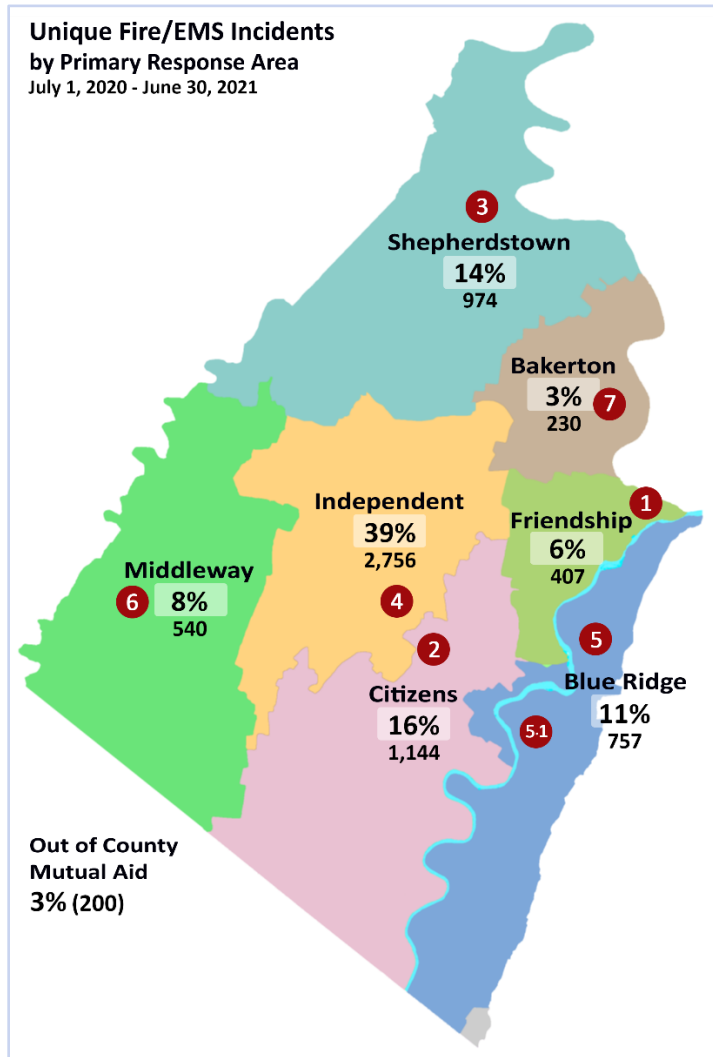 Unique Fire/EMS Incidents
by Primary Response Area
July 1, 2020 - June 30, 2021
3
Shepherdstown
14%
974
Bakerton
3%
7
230
Independent
39%
2,756
4
1
Friendship
6%
407
Middleway
6
8%
540
2
Citizens
16%
1,144
5
Blue Ridge
11%
757
5.1
Out of County
Mutual Aid
3% (200)